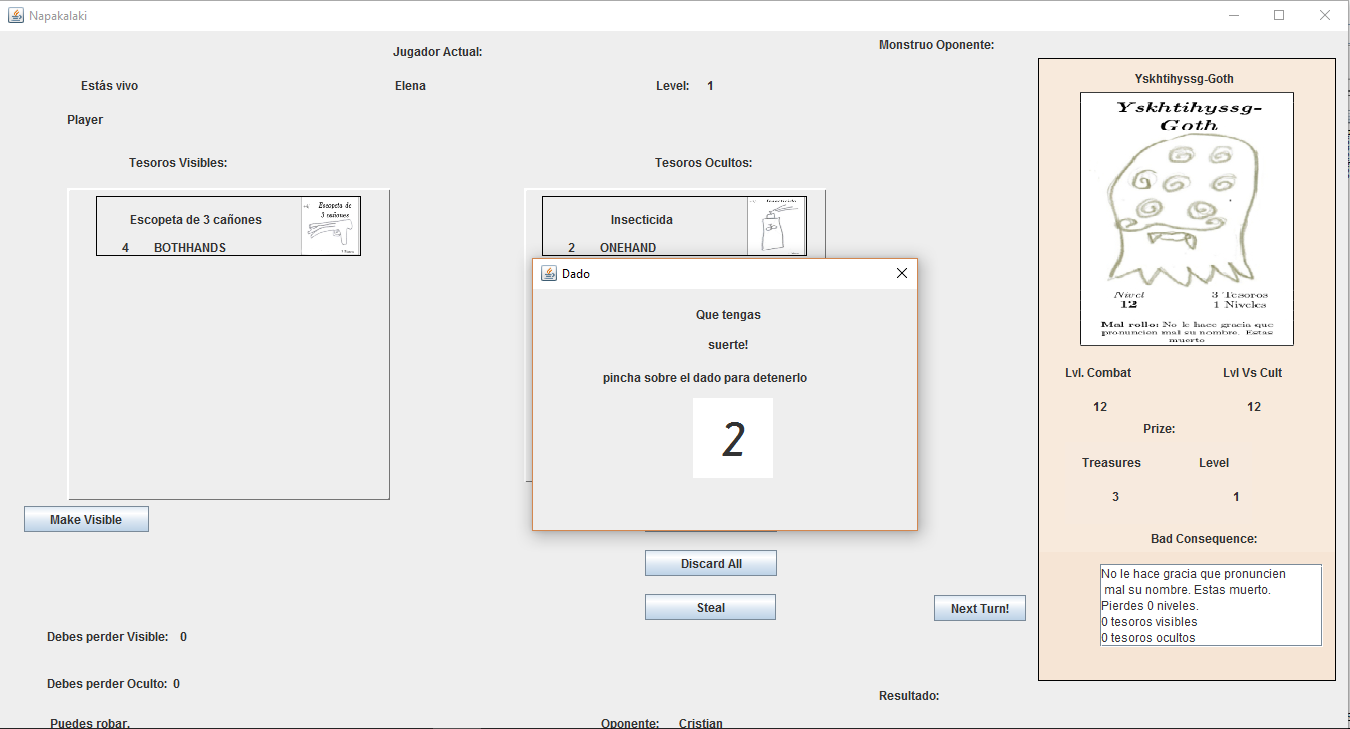 Napakalaki
Jugador Actual:
Monstruo Oponente:
Estás vivo
Elena
Level: 1
Player
Tesoros Visibles:
Tesoros Ocultos:
Escopeta de 3 cañones
4 BOTHHANDS
Escopeta de
3 cañones
Insecticida
2 ONEHAND
Insecticida
Dado
Que tengas
suerte!
pincha sobre el dado para detenerlo
2
Make Visible
Discard All
Steal
Next Turn!
Debes perder Visible: 0
Debes perder Oculto: 0
Puedes robar.
Oponente: Cristian
Resultado:
Yskhtihyssg-Goth
Yskhtihyssg-
Goth
Nivel
12
3 Tesoros
1 Niveles
Mal rollo: No le hace gracia que
pronuncien mal su nombre. Estas
muerto
Lvl. Combat
Lvl Vs Cult
12
12
Prize:
Treasures
Level
3
1
Bad Consequence:
No le hace gracia que pronuncien
mal su nombre. Estas muerto.
Pierdes 0 niveles.
0 tesoros visibles
0 tesoros ocultos